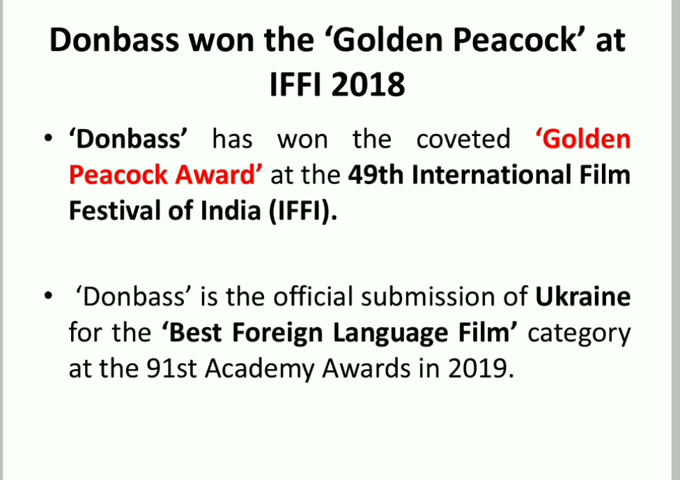 Donbass won the ‘Golden Peacock’ at
IFFI 2018
• ‘Donbass’ has won the coveted ‘Golden
Peacock Award’ at the 49th International Film
Festival of India (IFFI).
• ‘Donbass’ is the official submission of Ukraine
for the ‘Best Foreign Language Film’ category
at the 91st Academy Awards in 2019.